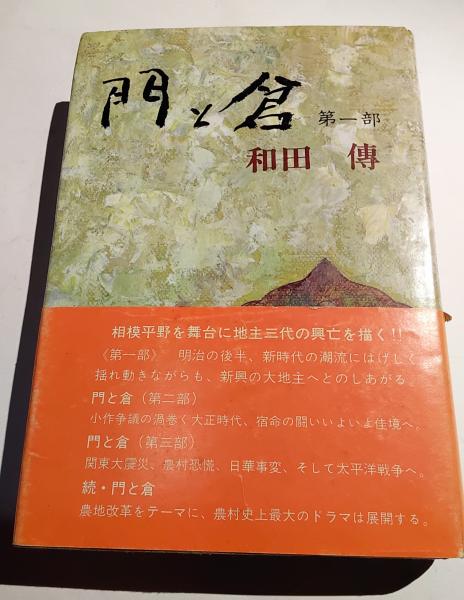 門と倉 第一部
和田 傳
相模平野を舞台に地主三代の興亡を描く!!
〈第一部〉 明治の後半、新時代の潮流にはげしく
揺れ動きながらも、新興の大地主へとのしあがる
門と倉(第二部)
小作争議の渦巻く大正時代、宿命の闘いいよいよ佳境へ。
門と倉(第三部)
関東大震災、農村恐慌、日華事変、そして太平洋戦争へ。
続・門と倉
農地改革をテーマに、農村史上最大のドラマは展開する。